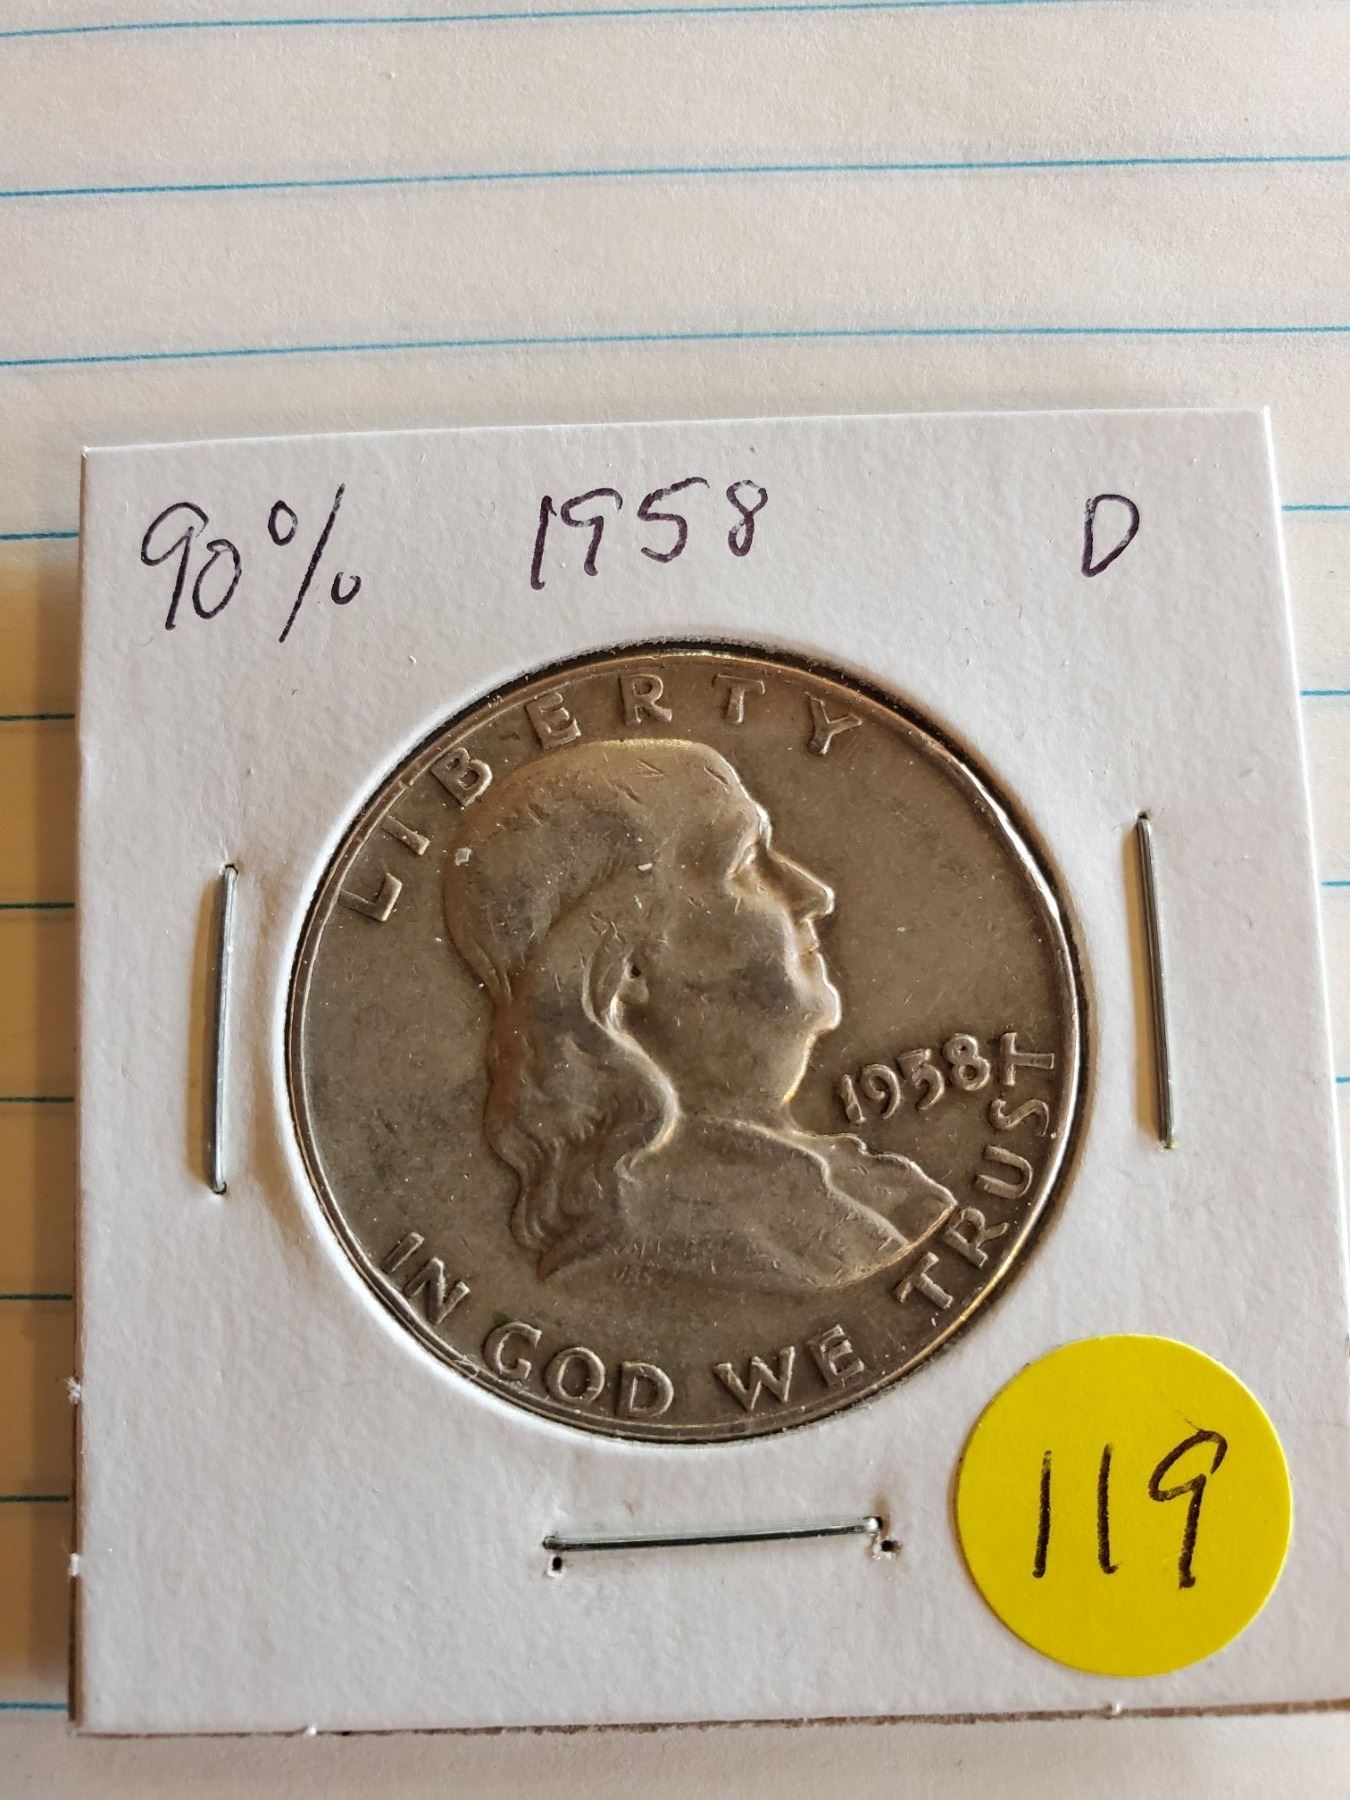 90% 1958 D
LIBERTY
1958
IN GOD WE TRUST
119